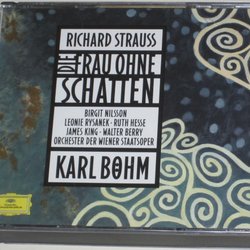 RICHARD STRAUSS
DIE
FRAU OHNE
SCHATTEN
BIRGIT NILSSON
LEONIE RYSANEK · RUTH HESSE
JAMES KING · WALTER BERRY
ORCHESTER DER WIENER STAATSOPER
KARL BÖHM